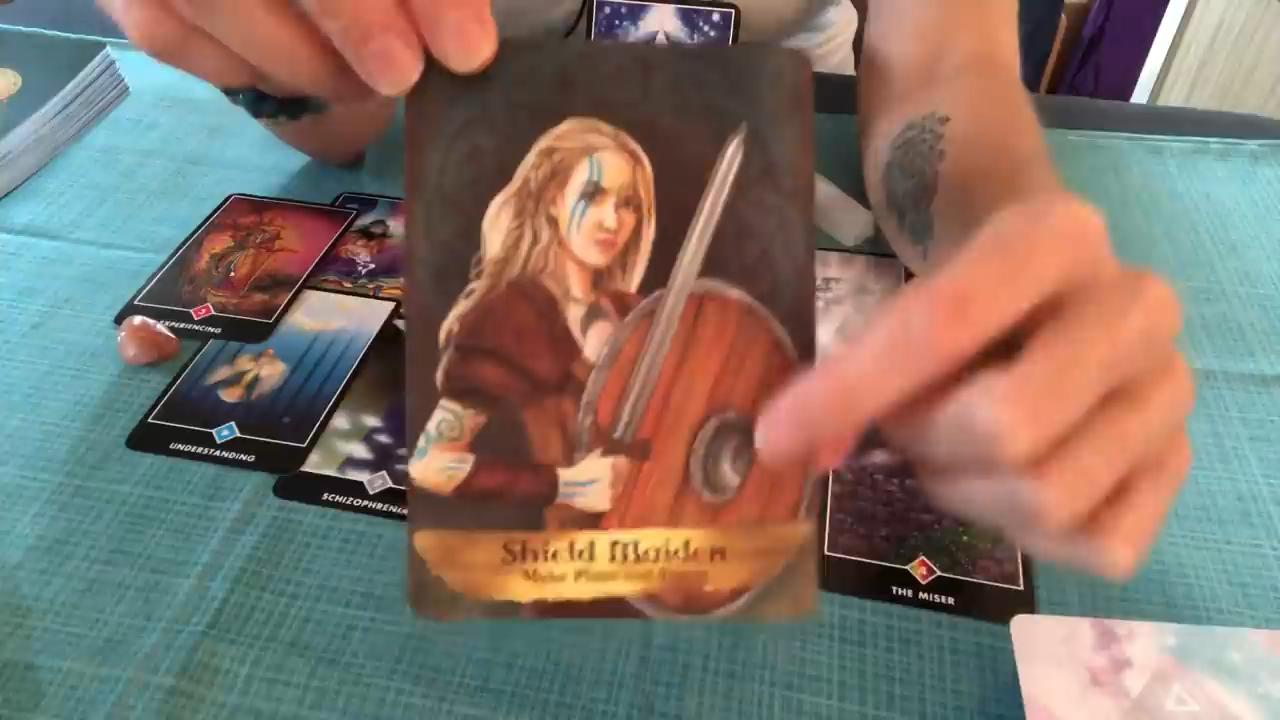 EXPERIENCING
UNDERSTANDING
SCHIZOPHRENIA
Shield Maiden
THE MISER